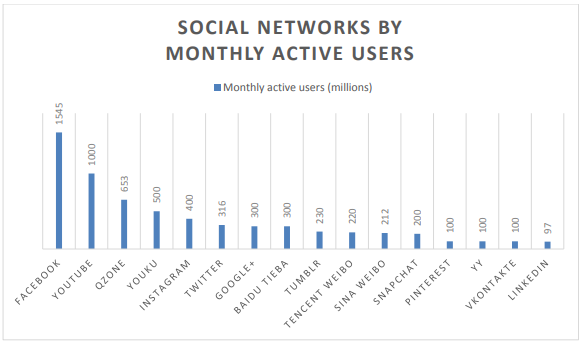 SOCIAL NETWORKS BY
MONTHLY ACTIVE USERS
Monthly active users (millions)
1545
1000
653
500
400
316
300
300
230
220
212
200
100
100
100
97
FACEBOOK
YOUTUBE
QZONE
YOUKU
INSTAGRAM
TWITTER
GOOGLE+
BAIDU TIEBA
TUMBLR
TENCENT WEIBO
SINA WEIBO
SNAPCHAT
PINTEREST
YY
VKONTAKTE
LINKEDIN